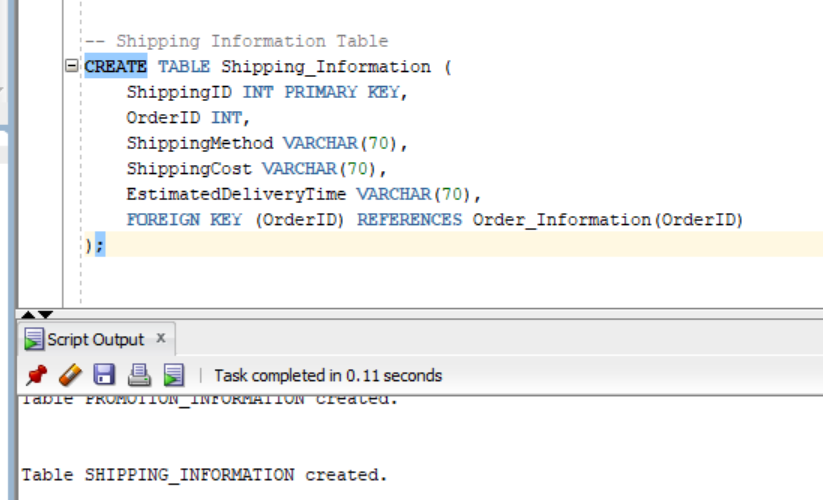 -- Shipping Information Table
CREATE TABLE Shipping_Information (
ShippingID INT PRIMARY KEY,
OrderID INT,
ShippingMethod VARCHAR(70),
ShippingCost VARCHAR(70),
EstimatedDeliveryTime VARCHAR(70),
FOREIGN KEY (OrderID) REFERENCES Order_Information(OrderID)
);
Script Output x
| Task completed in 0.11 seconds
Table PROMOTION_INFORMATION created.
Table SHIPPING_INFORMATION created.